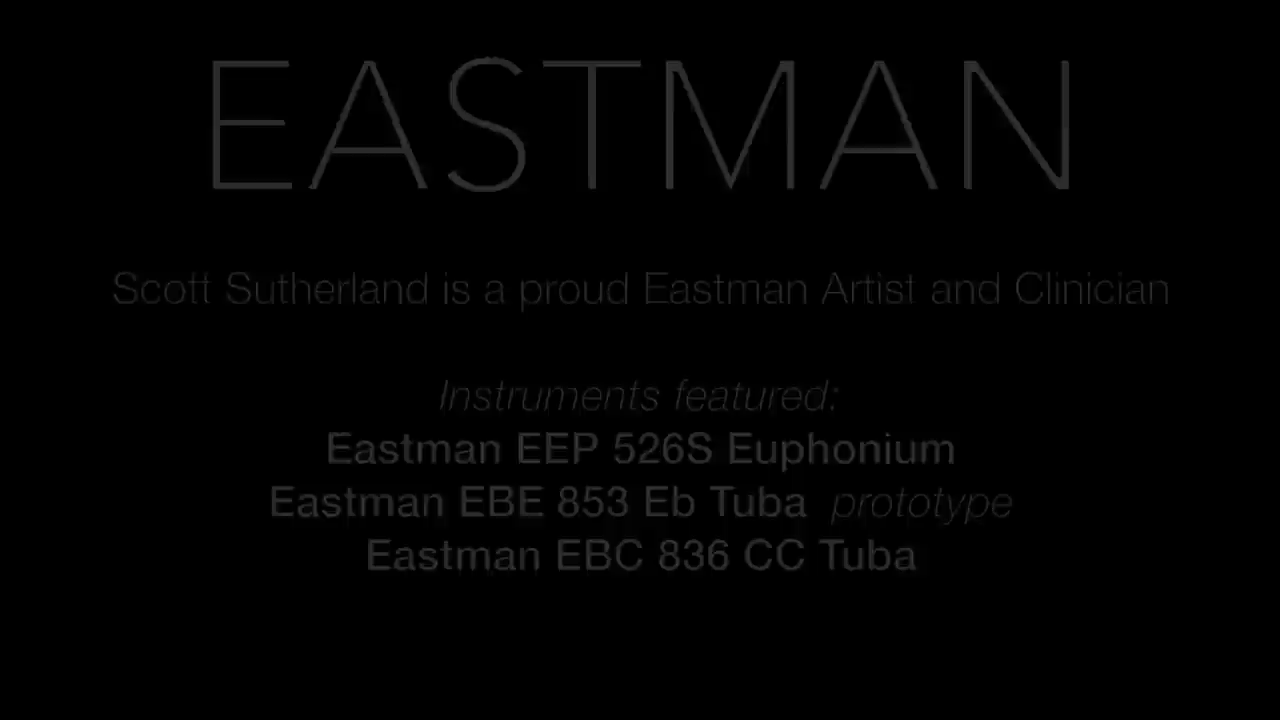 EASTMAN
Scott Sutherland is a proud Eastman Artist and Clinician
Instruments featured:
Eastman EEP 526S Euphonium
Eastman EBE 853 Eb Tuba prototype
Eastman EBC 836 CC Tuba